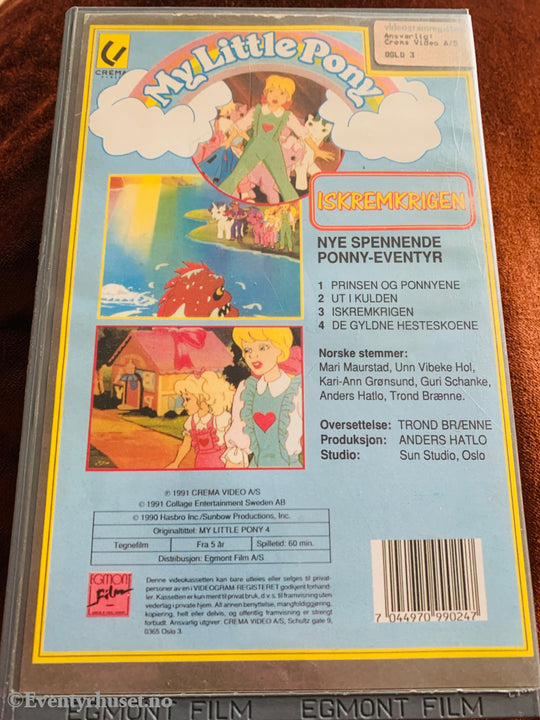 CREMA
VIDEO
My Little Pony
videogramregister
Ansvarlig:
Crema Video A/S
OSLO 3
ISKREMKRIGEN
NYE SPENNENDE
PONNY-EVENTYR
1 PRINSEN OG PONNYENE
2 UT I KULDEN
3 ISKREMKRIGEN
4 DE GYLDNE HESTESKOENE
Norske stemmer:
Mari Maurstad, Unn Vibeke Hol,
Kari-Ann Grønsund, Guri Schanke,
Anders Hatlo, Trond Brænne.
Oversettelse: TROND BRÆNNE
Produksjon: ANDERS HATLO
Studio: Sun Studio, Oslo
℗ 1991 CREMA VIDEO A/S
© 1991 Collage Entertainment Sweden AB
© 1990 Hasbro Inc./Sunbow Productions, Inc.
Originaltittel: MY LITTLE PONY 4
Tegnefilm Fra 5 år Spilletid: 60 min.
Distribusjon: Egmont Film A/S
EGMONT
Film
Denne videokassetten kan bare utleies eller selges til privat-
personer av en i VIDEOGRAM-REGISTERET godkjent forhand-
ler. Kassetten er kun ment til privat bruk, d.v.s. til framvisning uten
vederlag i private hjem. All annen benyttelse, mangfoldiggjøring,
kopiering, helt eller delvis, og offentlig framvisning er strengt
forbudt. Ansvarlig utgiver: CREMA VIDEO A/S, Schultz gate 9,
0365 Oslo 3.
7 044970 990247
EGMONT FILM EGMONT FILM
© Eventyrhuset.no